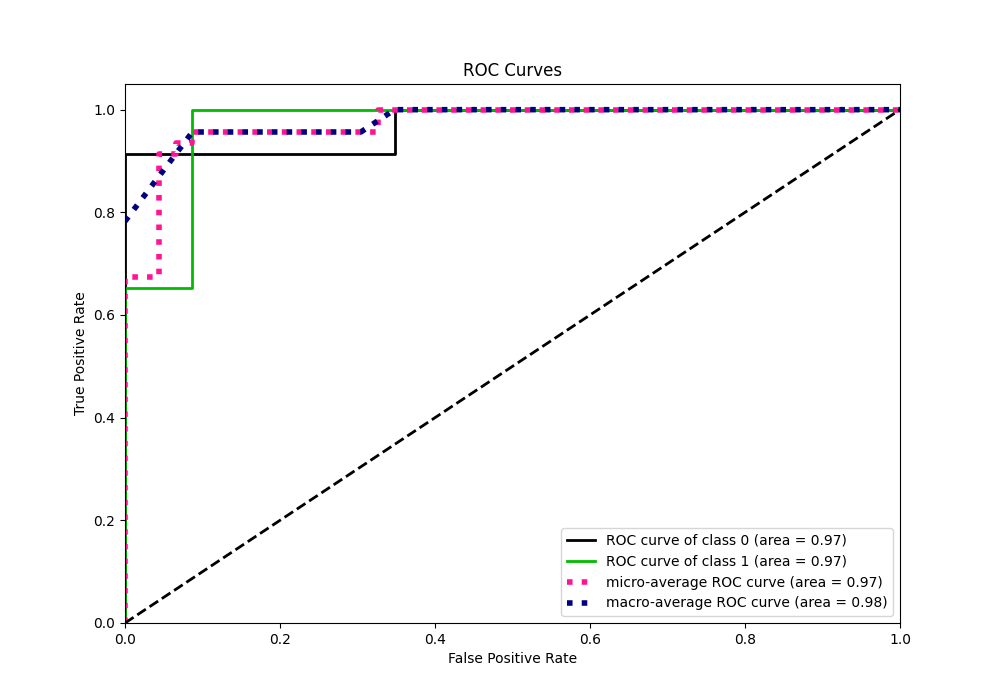 ROC Curves
1.0
0.8
0.6
0.4
0.2
0.0
True Positive Rate
0.0 0.2 0.4 0.6 0.8 1.0
False Positive Rate
ROC curve of class 0 (area = 0.97)
ROC curve of class 1 (area = 0.97)
micro-average ROC curve (area = 0.97)
macro-average ROC curve (area = 0.98)